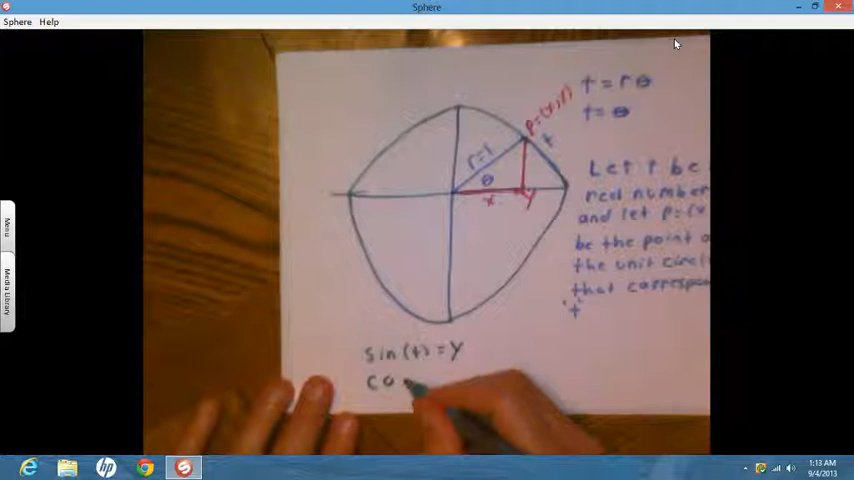 Sphere
Sphere Help
Menu
Media Library
t = rθ
t = θ
P=(x,y)
t
r=1
θ
x
y
Let t be
real number
and let P=(x
be the point o
the unit circ
that correspo
't'
sin(t) = y
co
1:13 AM
9/4/2013